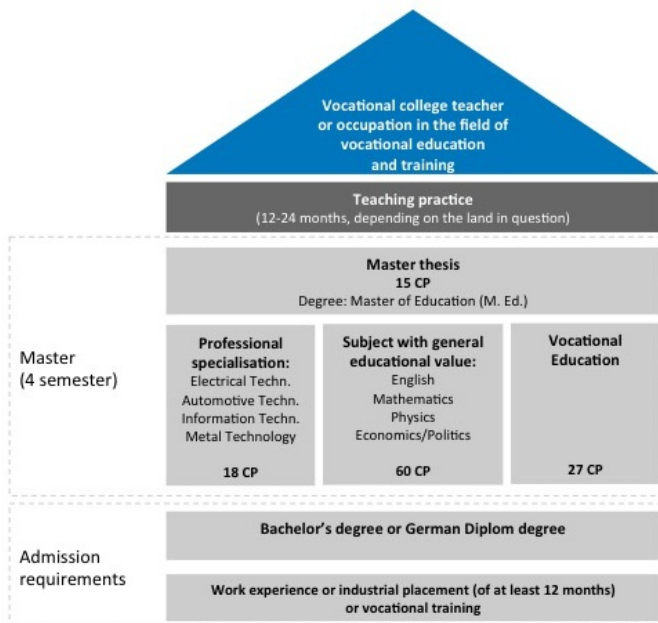 Vocational college teacher
or occupation in the field of
vocational education
and training
Teaching practice
(12-24 months, depending on the land in question)
Master
(4 semester)
Master thesis
15 CP
Degree: Master of Education (M. Ed.)
Professional
specialisation:
Electrical Techn.
Automotive Techn.
Information Techn.
Metal Technology
18 CP
Subject with general
educational value:
English
Mathematics
Physics
Economics/Politics
60 CP
Vocational
Education
27 CP
Admission
requirements
Bachelor's degree or German Diplom degree
Work experience or industrial placement (of at least 12 months)
or vocational training